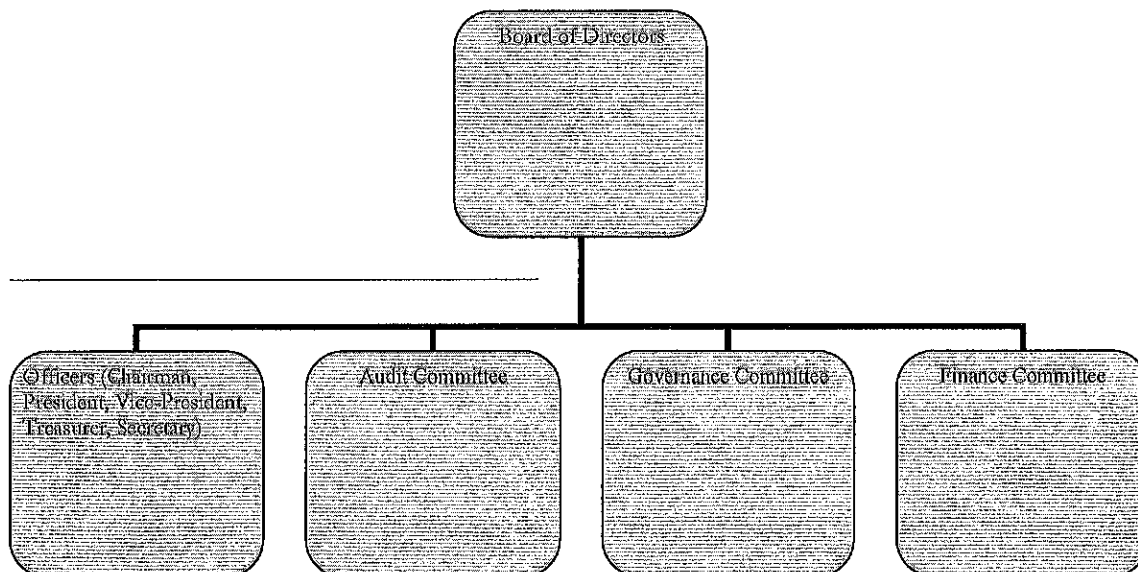 Board of Directors
Officers (Chairman,
President, Vice-President,
Treasurer, Secretary)
Audit Committee
Governance Committee
Finance Committee